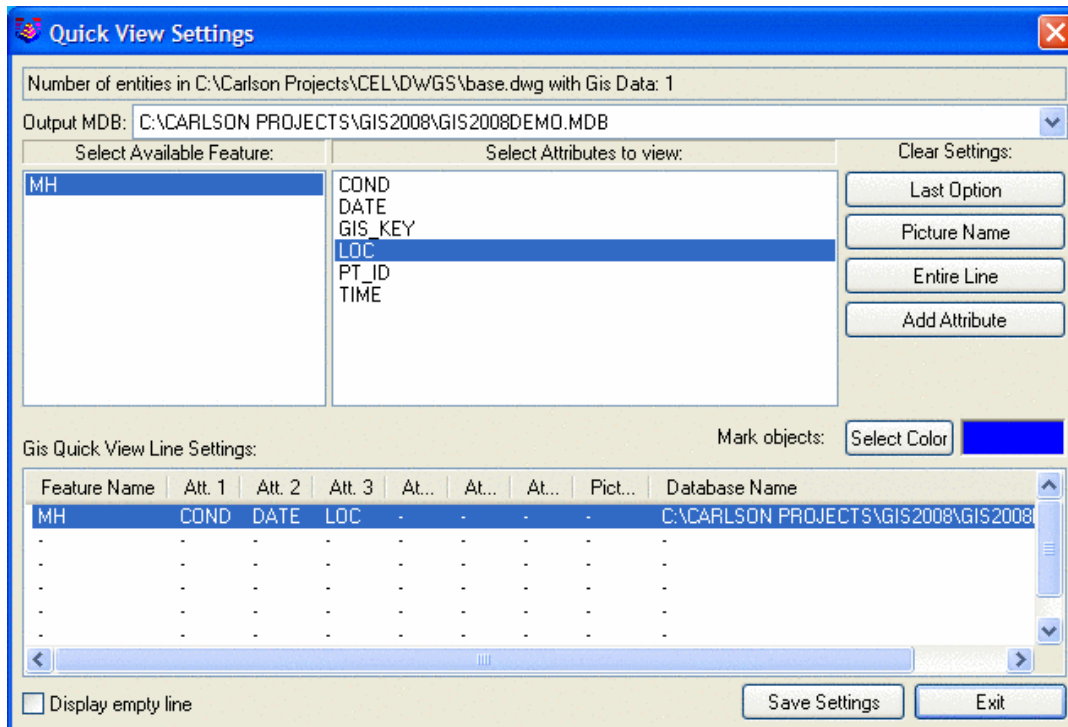 Quick View Settings
Number of entities in C:\Carlson Projects\CEL\DWGS\base.dwg with Gis Data: 1
Output MDB: C:\CARLSON PROJECTS\GIS2008\GIS2008DEMO.MDB
Select Available Feature: Select Attributes to view: Clear Settings:
MH
COND
DATE
GIS_KEY
LOC
PT_ID
TIME
Last Option
Picture Name
Entire Line
Add Attribute
Mark objects: Select Color
Gis Quick View Line Settings:
Feature Name Att. 1 Att. 2 Att. 3 At... At... At... Pict... Database Name
MH COND DATE LOC - - - - C:\CARLSON PROJECTS\GIS2008\GIS2008
- - - - - - - - -
- - - - - - - - -
- - - - - - - - -
- - - - - - - - -
- - - - - - - - -
Display empty line Save Settings Exit